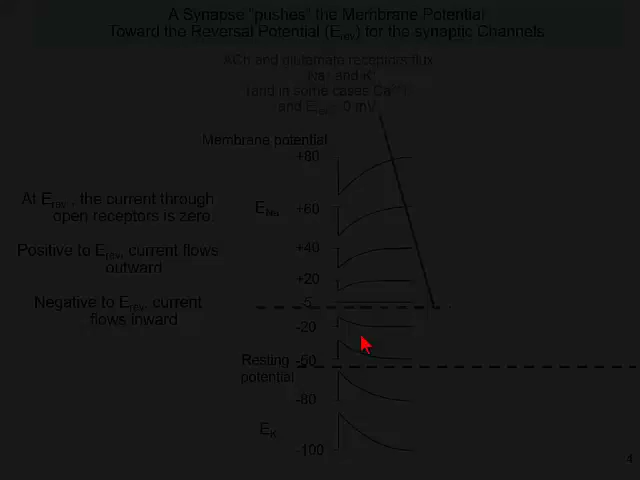 A Synapse "pushes" the Membrane Potential
Toward the Reversal Potential (Erev) for the synaptic Channels
ACh and glutamate receptors flux
Na+ and K+
(and in some cases Ca2+)
and Erev 0 mV
Membrane potential
+80
At Erev, the current through
open receptors is zero.
ENa
+60
Positive to Erev, current flows
outward
+40
+20
Negative to Erev, current
flows inward
-5
-20
Resting
potential
-60
-80
EK
-100
4